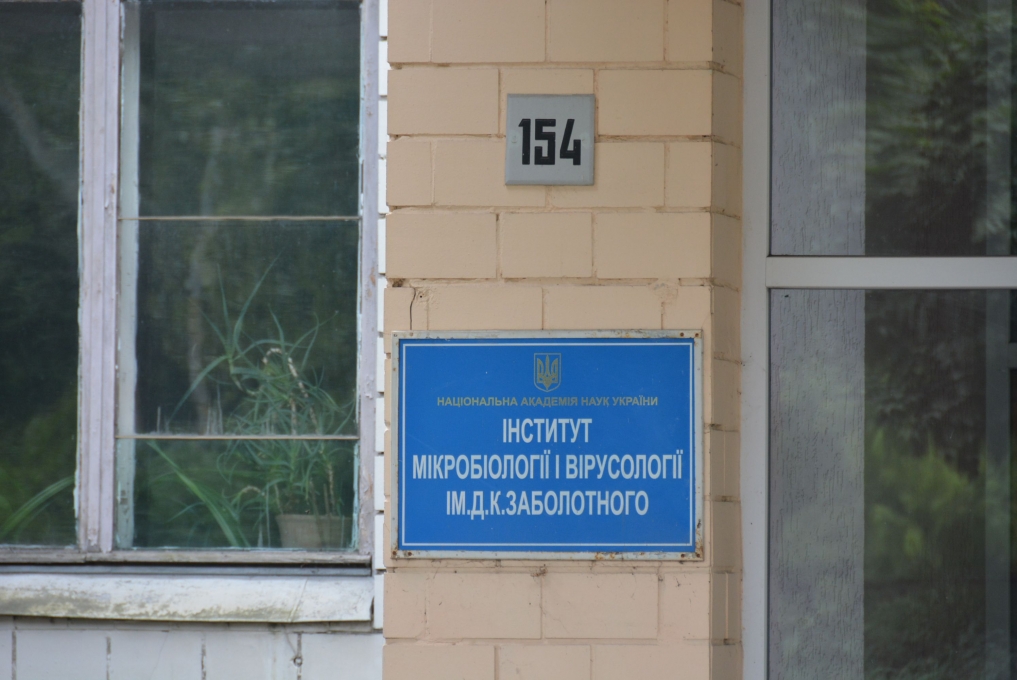 154
НАЦІОНАЛЬНА АКАДЕМІЯ НАУК УКРАЇНИ
ІНСТИТУТ
МІКРОБІОЛОГІЇ І ВІРУСОЛОГІЇ
ІМ.Д.К.ЗАБОЛОТНОГО